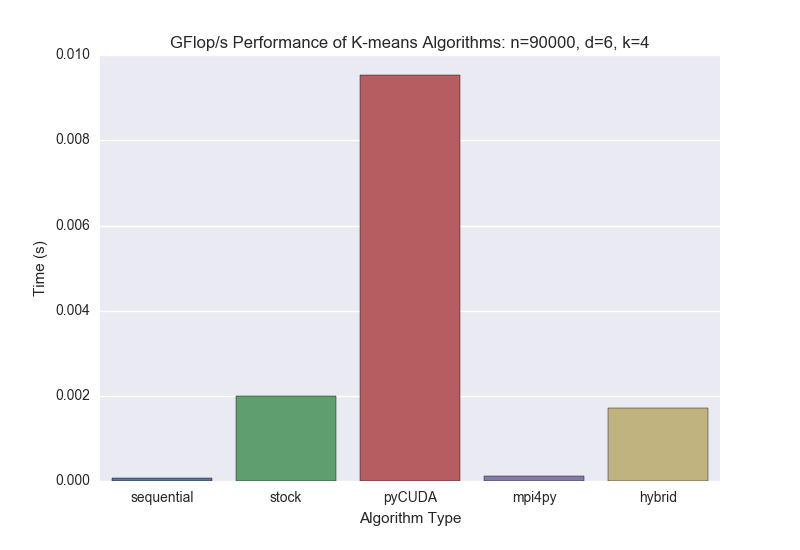 GFlop/s Performance of K-means Algorithms: n=90000, d=6, k=4
0.010
0.008
0.006
0.004
0.002
0.000
Time (s)
sequential stock pyCUDA mpi4py hybrid
Algorithm Type